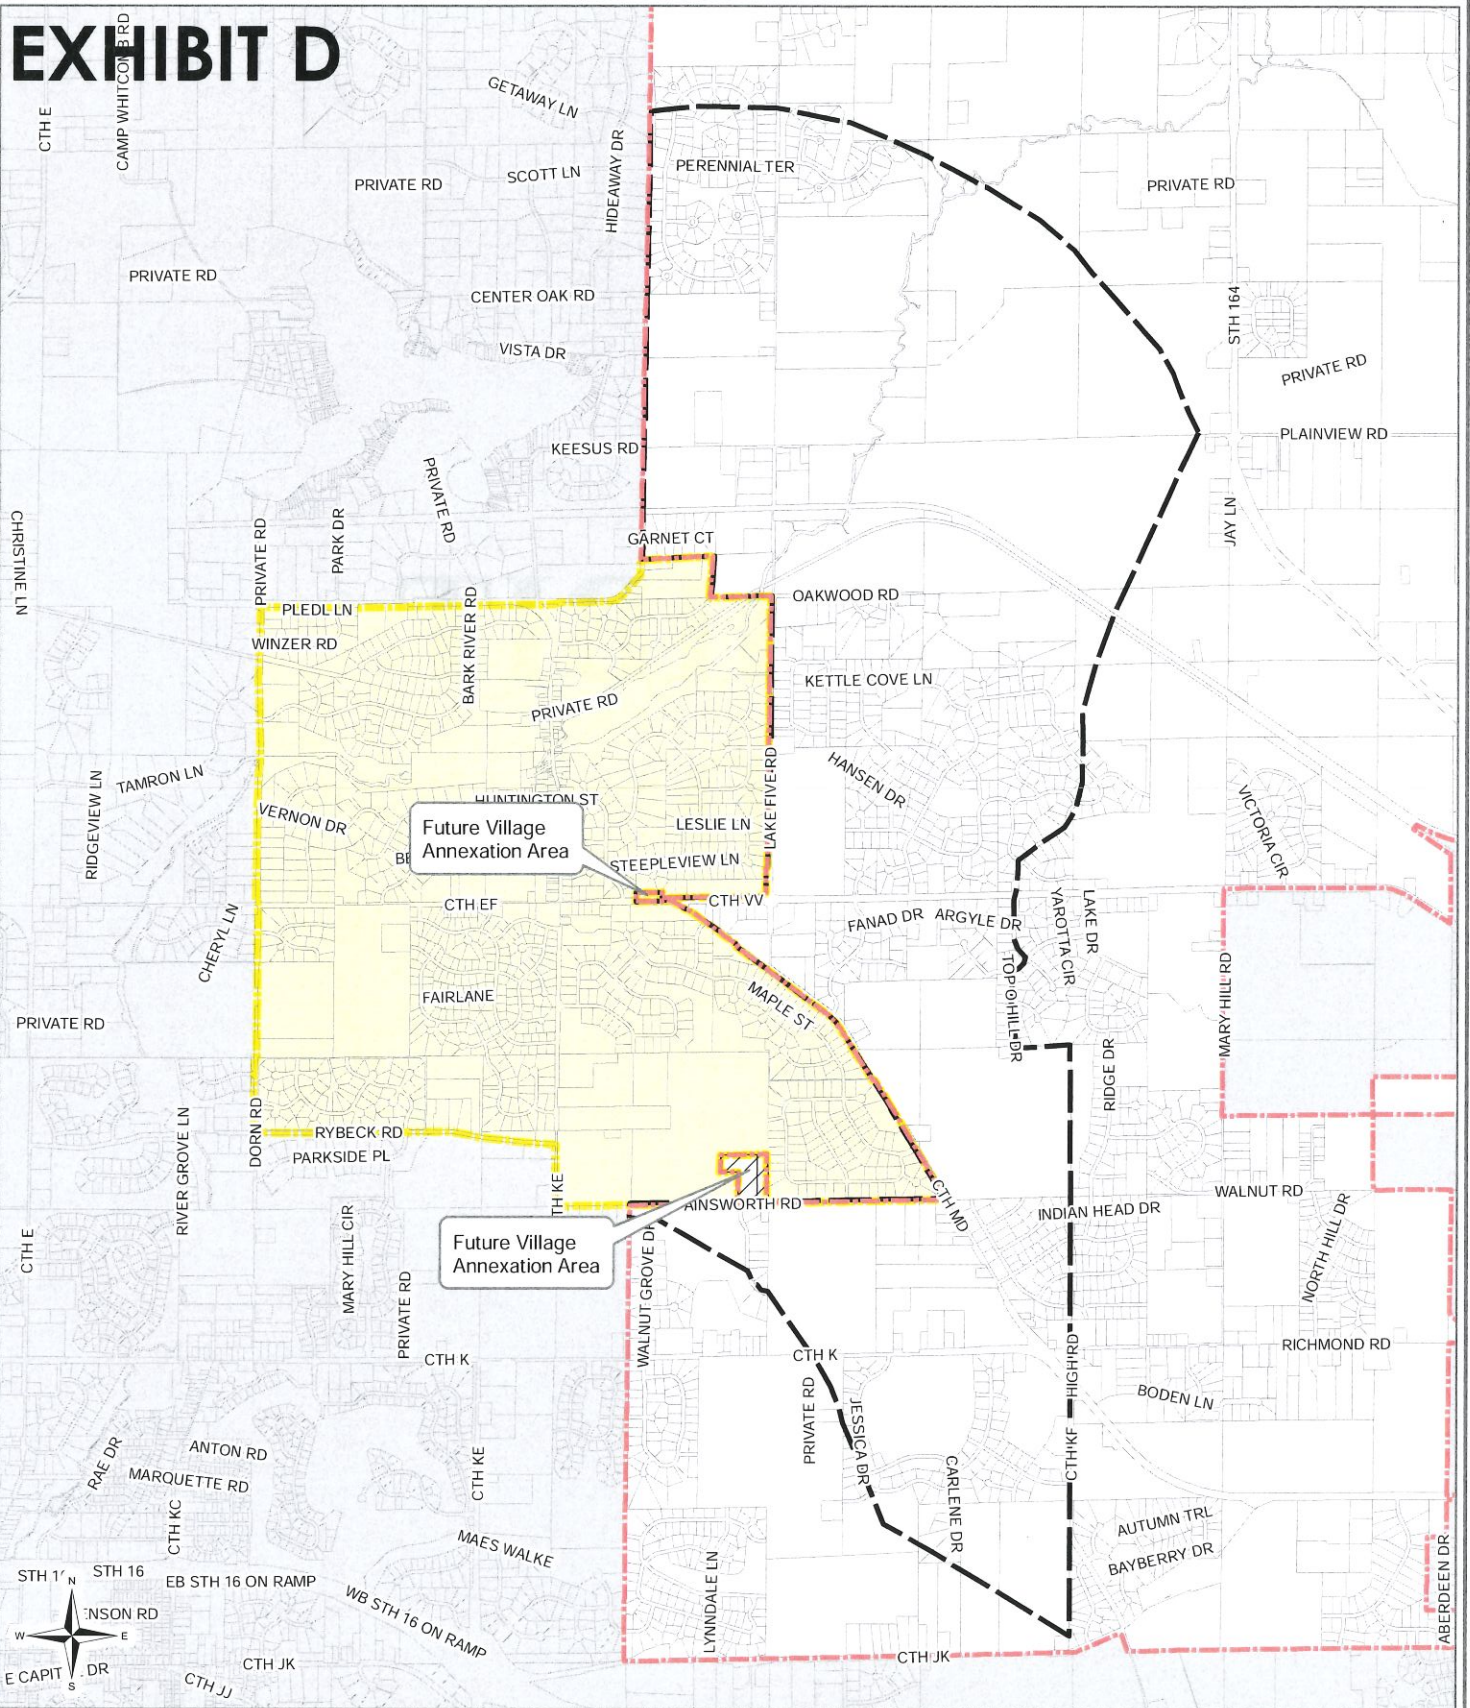 EXHIBIT D
CTH E
CAMP WHITCOMB RD
GETAWAY LN
HIDEAWAY DR
SCOTT LN
PRIVATE RD
PERENNIAL TER
PRIVATE RD
PRIVATE RD
CENTER OAK RD
STH 164
VISTA DR
PRIVATE RD
KEESUS RD
PLAINVIEW RD
PRIVATE RD
CHRISTINE LN
PRIVATE RD
PARK DR
JAY LN
GARNET CT
PLEDL LN
OAKWOOD RD
WINZER RD
BARK RIVER RD
KETTLE COVE LN
PRIVATE RD
TAMRON LN
RIDGEVIEW LN
LAKE FIVE RD
HANSEN DR
HUNTINGTON ST
VERNON DR
Future Village
Annexation Area
LESLIE LN
VICTORIA CIR
BE
STEEPLEVIEW LN
CTH EF
CTH VV
CHERYL LN
FANAD DR
ARGYLE DR
YAROTTA CIR
LAKE DR
TOP O HILL DR
MARY HILL RD
FAIRLANE
MAPLE ST
PRIVATE RD
RIDGE DR
DORN RD
RIVER GROVE LN
RYBECK RD
PARKSIDE PL
TH KE
AINSWORTH RD
CTH MD
WALNUT RD
INDIAN HEAD DR
NORTH HILL DR
CTH E
MARY HILL CIR
Future Village
Annexation Area
WALNUT GROVE DR
PRIVATE RD
CTH K
CTH K
RICHMOND RD
HIGH RD
CTH KF
BODEN LN
PRIVATE RD
JESSICA DR
RAE DR
ANTON RD
MARQUETTE RD
CTH KE
CARLENE DR
CTH KC
AUTUMN TRL
MAES WALKE
BAYBERRY DR
LYNNDALE LN
ABERDEEN DR
STH 1
STH 16
EB STH 16 ON RAMP
WB STH 16 ON RAMP
N
W
E
S
ENSON RD
E CAPIT
DR
CTH JJ
CTH JK
CTH JK